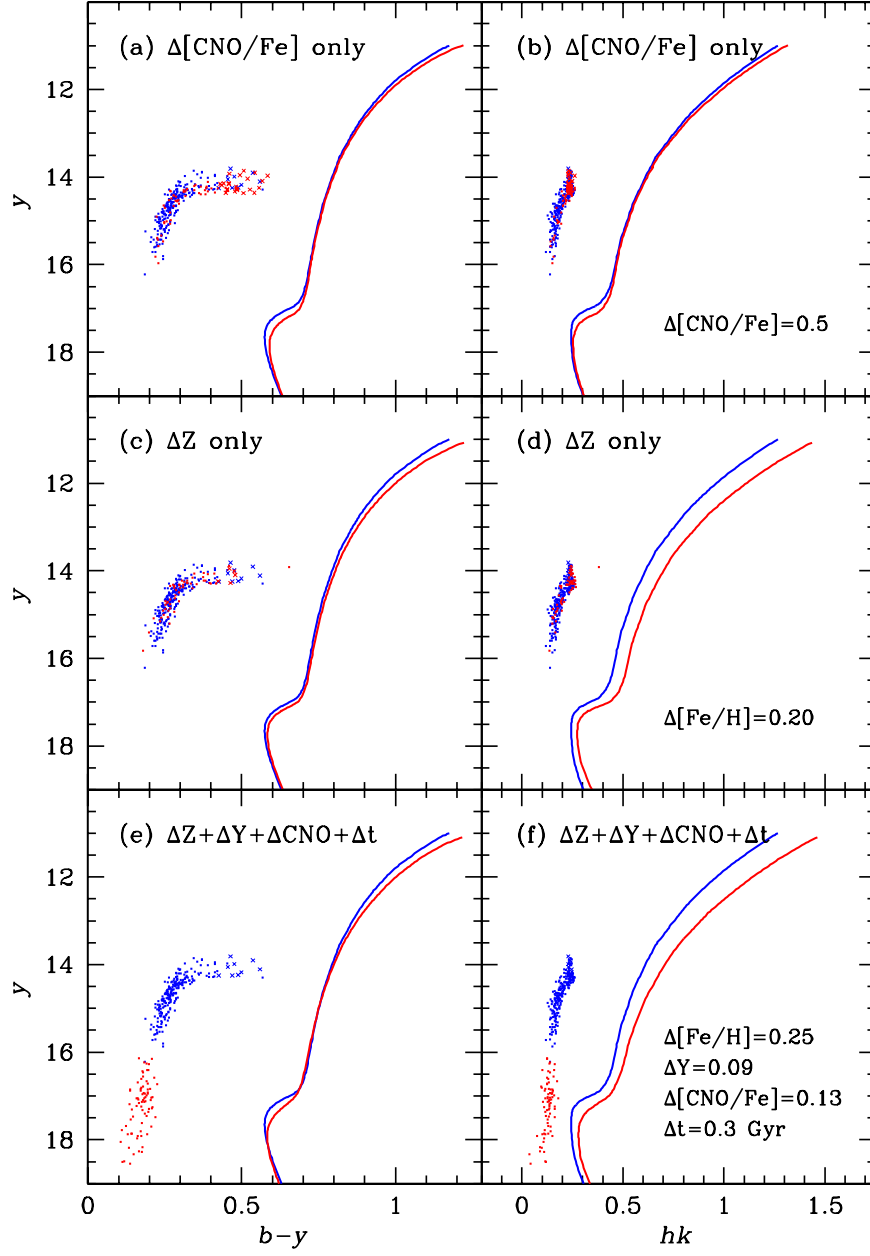 (a) Δ[CNO/Fe] only
(b) Δ[CNO/Fe] only
12
14
16
18
y
Δ[CNO/Fe]=0.5
(c) ΔZ only
(d) ΔZ only
12
14
16
18
y
Δ[Fe/H]=0.20
(e) ΔZ+ΔY+ΔCNO+Δt
(f) ΔZ+ΔY+ΔCNO+Δt
12
14
16
18
y
Δ[Fe/H]=0.25
ΔY=0.09
Δ[CNO/Fe]=0.13
Δt=0.3 Gyr
0 0.5 1
0 0.5 1 1.5
b−y
hk